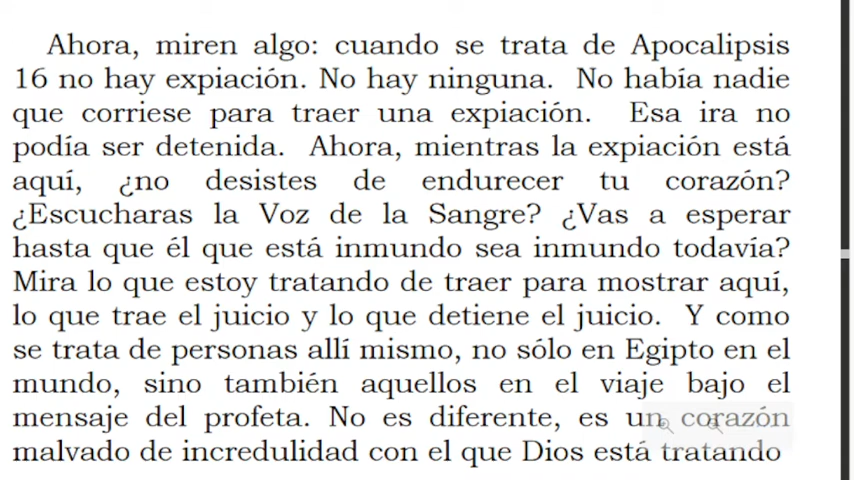 Ahora, miren algo: cuando se trata de Apocalipsis
16 no hay expiación. No hay ninguna. No había nadie
que corriese para traer una expiación. Esa ira no
podía ser detenida. Ahora, mientras la expiación está
aquí, ¿no desistes de endurecer tu corazón?
¿Escucharas la Voz de la Sangre? ¿Vas a esperar
hasta que él que está inmundo sea inmundo todavía?
Mira lo que estoy tratando de traer para mostrar aquí,
lo que trae el juicio y lo que detiene el juicio. Y como
se trata de personas allí mismo, no sólo en Egipto en el
mundo, sino también aquellos en el viaje bajo el
mensaje del profeta. No es diferente, es un corazón
malvado de incredulidad con el que Dios está tratando